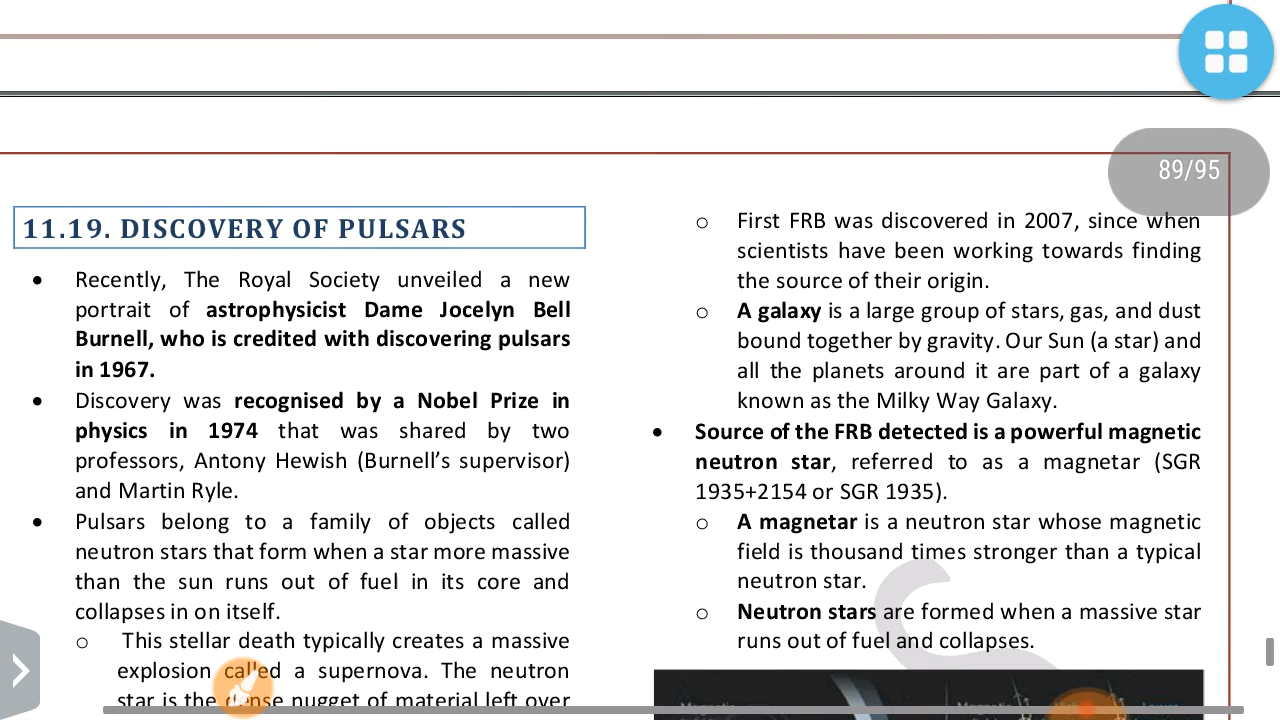 89/95
11.19. DISCOVERY OF PULSARS
• Recently, The Royal Society unveiled a new
portrait of astrophysicist Dame Jocelyn Bell
Burnell, who is credited with discovering pulsars
in 1967.
• Discovery was recognised by a Nobel Prize in
physics in 1974 that was shared by two
professors, Antony Hewish (Burnell’s supervisor)
and Martin Ryle.
• Pulsars belong to a family of objects called
neutron stars that form when a star more massive
than the sun runs out of fuel in its core and
collapses in on itself.
o This stellar death typically creates a massive
explosion called a supernova. The neutron
star is the dense nugget of material left over
o First FRB was discovered in 2007, since when
scientists have been working towards finding
the source of their origin.
o A galaxy is a large group of stars, gas, and dust
bound together by gravity. Our Sun (a star) and
all the planets around it are part of a galaxy
known as the Milky Way Galaxy.
• Source of the FRB detected is a powerful magnetic
neutron star, referred to as a magnetar (SGR
1935+2154 or SGR 1935).
o A magnetar is a neutron star whose magnetic
field is thousand times stronger than a typical
neutron star.
o Neutron stars are formed when a massive star
runs out of fuel and collapses.